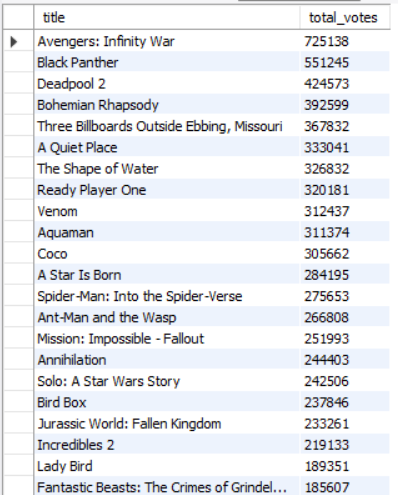 title total_votes
Avengers: Infinity War 725138
Black Panther 551245
Deadpool 2 424573
Bohemian Rhapsody 392599
Three Billboards Outside Ebbing, Missouri 367832
A Quiet Place 333041
The Shape of Water 326832
Ready Player One 320181
Venom 312437
Aquaman 311374
Coco 305662
A Star Is Born 284195
Spider-Man: Into the Spider-Verse 275653
Ant-Man and the Wasp 266808
Mission: Impossible - Fallout 251993
Annihilation 244403
Solo: A Star Wars Story 242506
Bird Box 237846
Jurassic World: Fallen Kingdom 233261
Incredibles 2 219133
Lady Bird 189351
Fantastic Beasts: The Crimes of Grindel... 185607